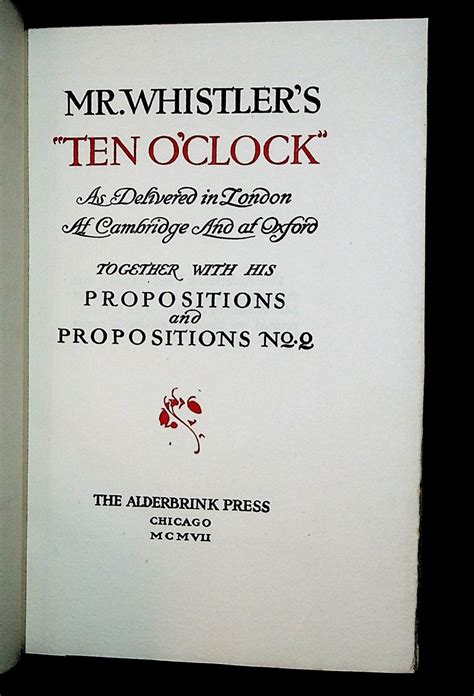 MR. WHISTLER'S
"TEN O'CLOCK"
As Delivered in London
At Cambridge And at Oxford
TOGETHER WITH HIS
PROPOSITIONS
and
PROPOSITIONS No. 2
THE ALDERBRINK PRESS
CHICAGO
MCMVII